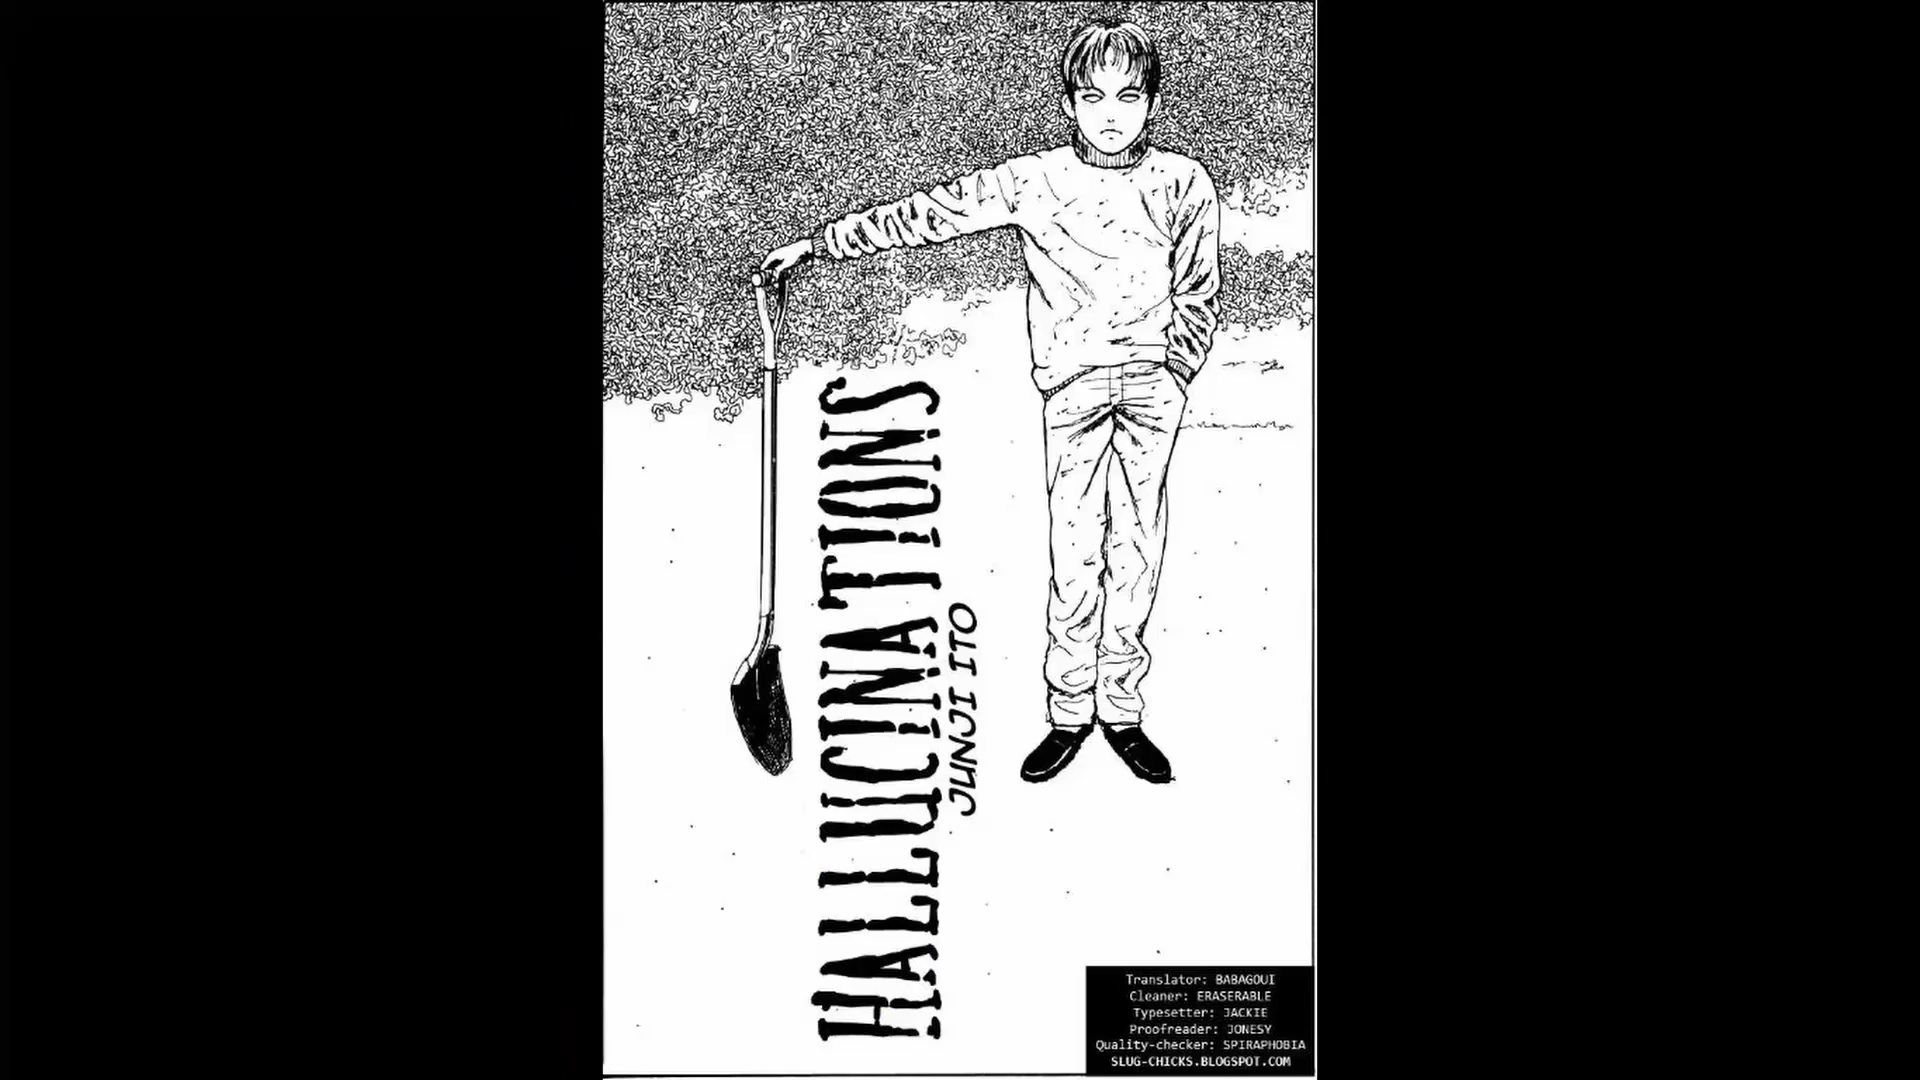 HALLUCINATIONS
JUNJI ITO
Translator: BABAGOUI
Cleaner: ERASERABLE
Typesetter: JACKIE
Proofreader: JONESY
Quality-checker: SPIRAPHOBIA
SLUG-CHICKS.BLOGSPOT.COM